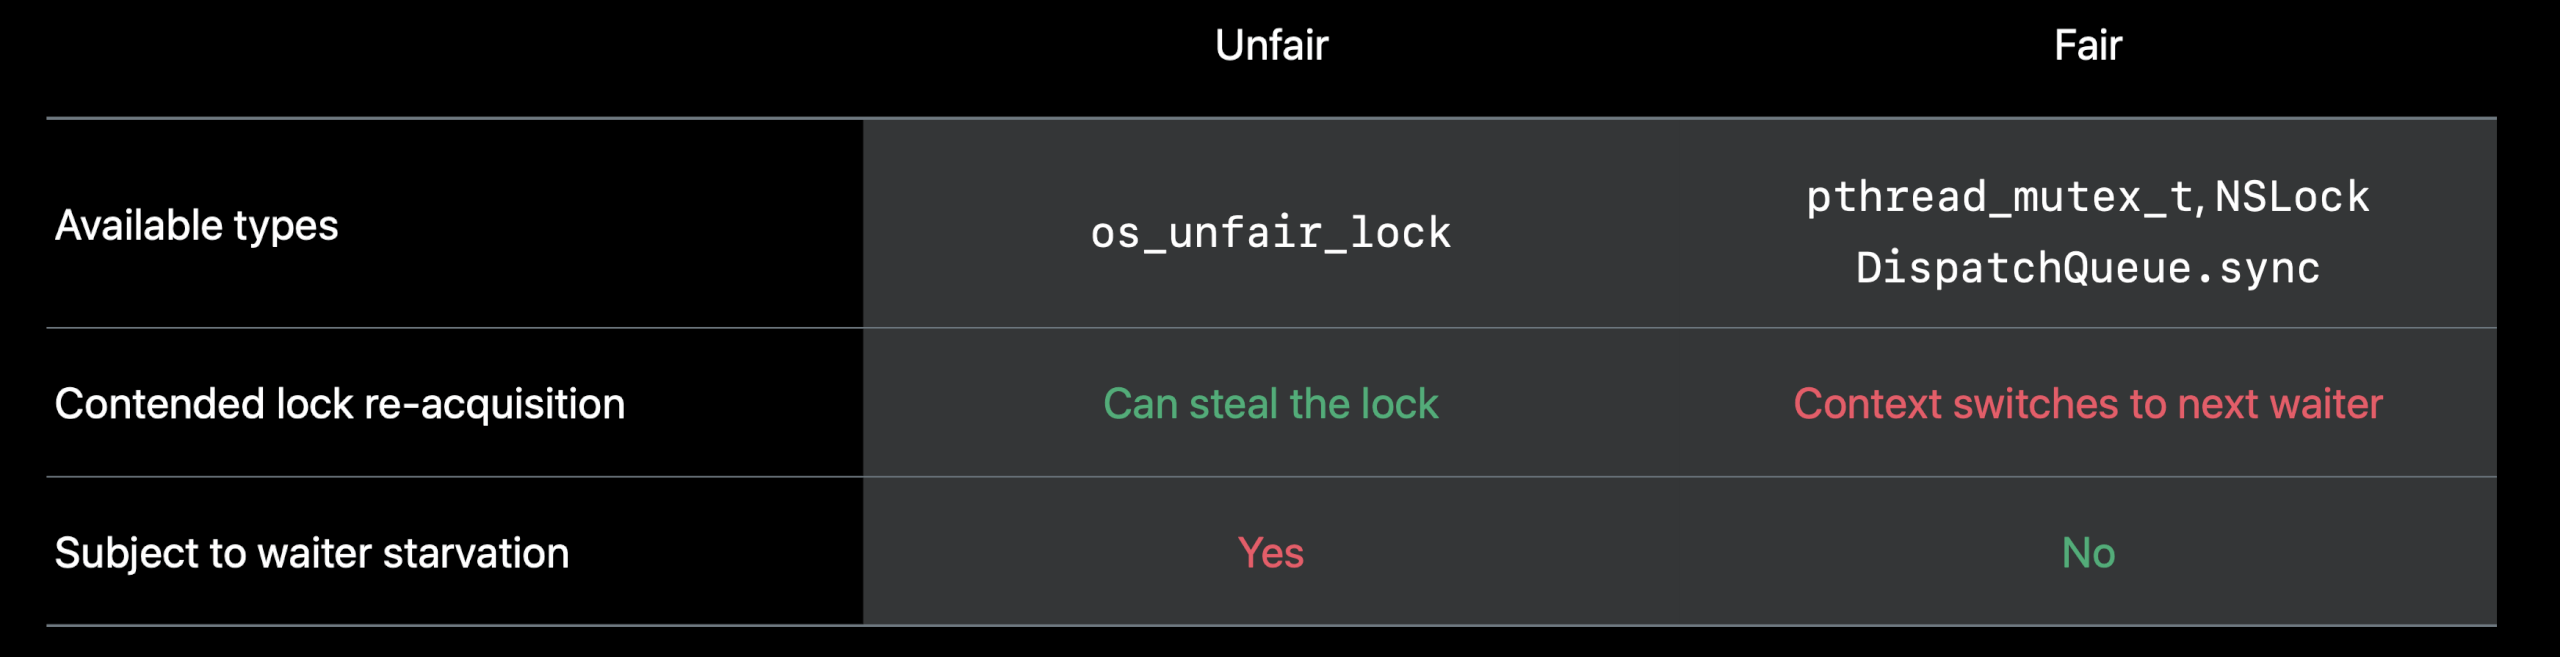 Unfair
Fair
Available types
os_unfair_lock
pthread_mutex_t, NSLock
DispatchQueue.sync
Contended lock re-acquisition
Can steal the lock
Context switches to next waiter
Subject to waiter starvation
Yes
No